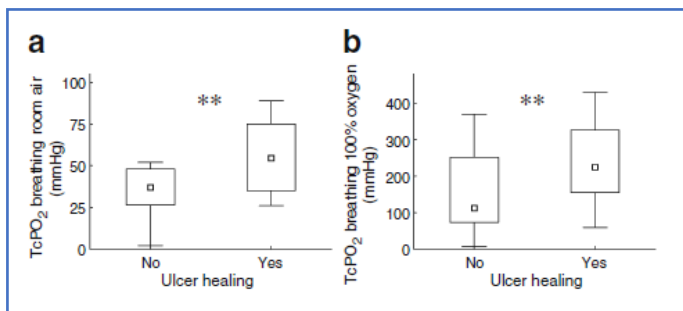 a
TcPO2 breathing room air
(mmHg)
100
75
50
25
0
**
No
Yes
Ulcer healing
b
TcPO2 breathing 100% oxygen
(mmHg)
400
300
200
100
0
**
No
Yes
Ulcer healing